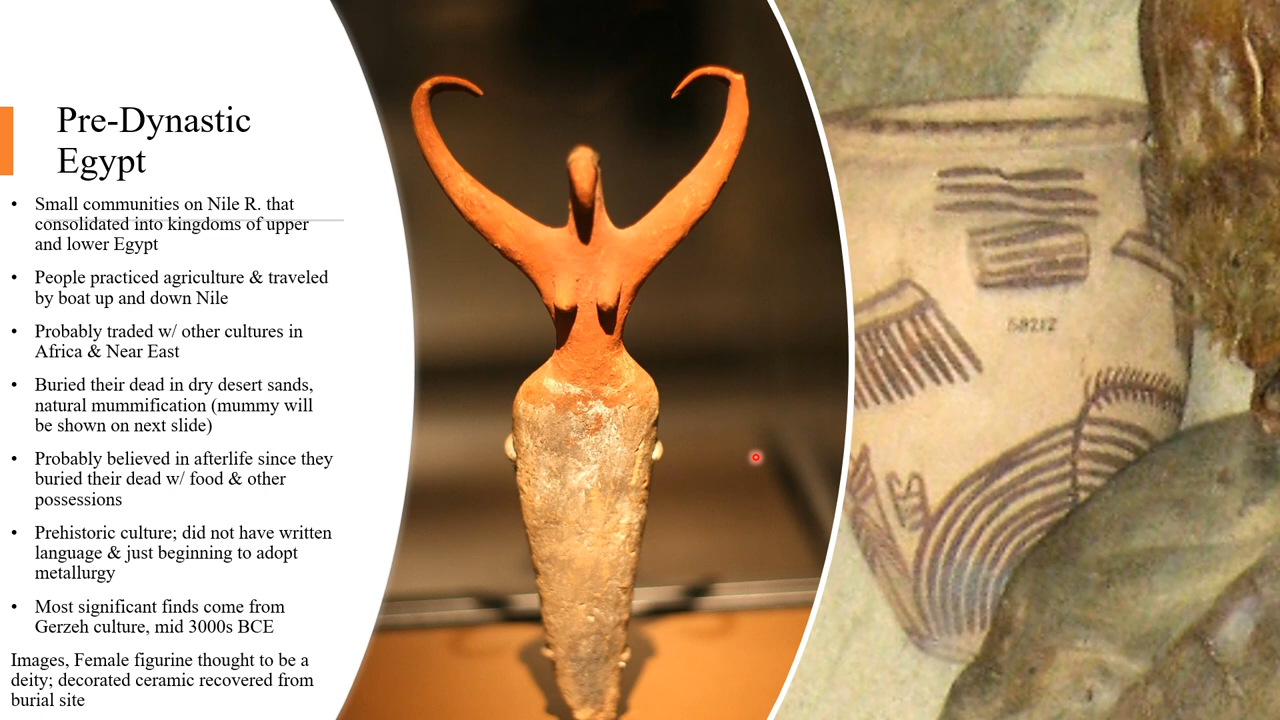 Pre-Dynastic
Egypt
• Small communities on Nile R. that
consolidated into kingdoms of upper
and lower Egypt
• People practiced agriculture & traveled
by boat up and down Nile
• Probably traded w/ other cultures in
Africa & Near East
• Buried their dead in dry desert sands,
natural mummification (mummy will
be shown on next slide)
• Probably believed in afterlife since they
buried their dead w/ food & other
possessions
• Prehistoric culture; did not have written
language & just beginning to adopt
metallurgy
• Most significant finds come from
Gerzeh culture, mid 3000s BCE
Images, Female figurine thought to be a
deity; decorated ceramic recovered from
burial site
58212